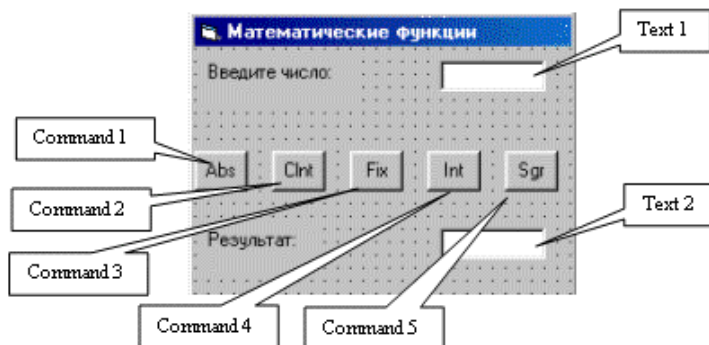 Математические функции
Text 1
Введите число:
Command 1
Abs
CInt
Fix
Int
Sgr
Command 2
Text 2
Результат:
Command 3
Command 4
Command 5